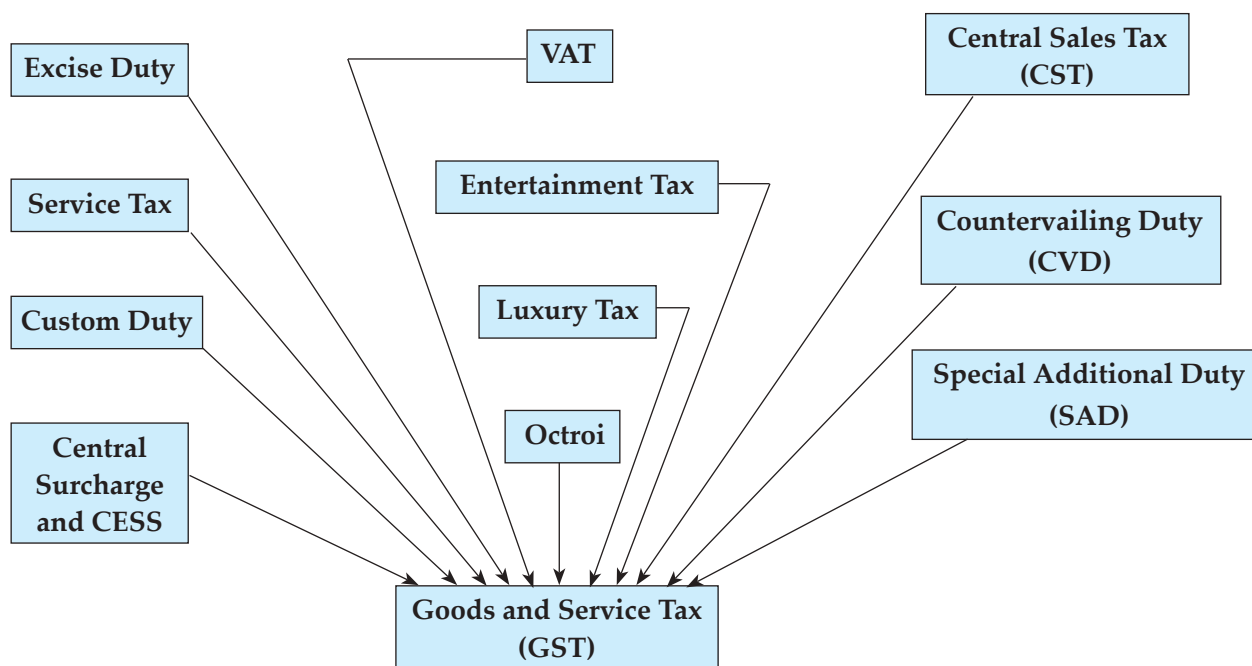 Excise Duty
VAT
Central Sales Tax
(CST)
Service Tax
Entertainment Tax
Countervailing Duty
(CVD)
Custom Duty
Luxury Tax
Special Additional Duty
(SAD)
Central
Surcharge
and CESS
Octroi
Goods and Service Tax
(GST)